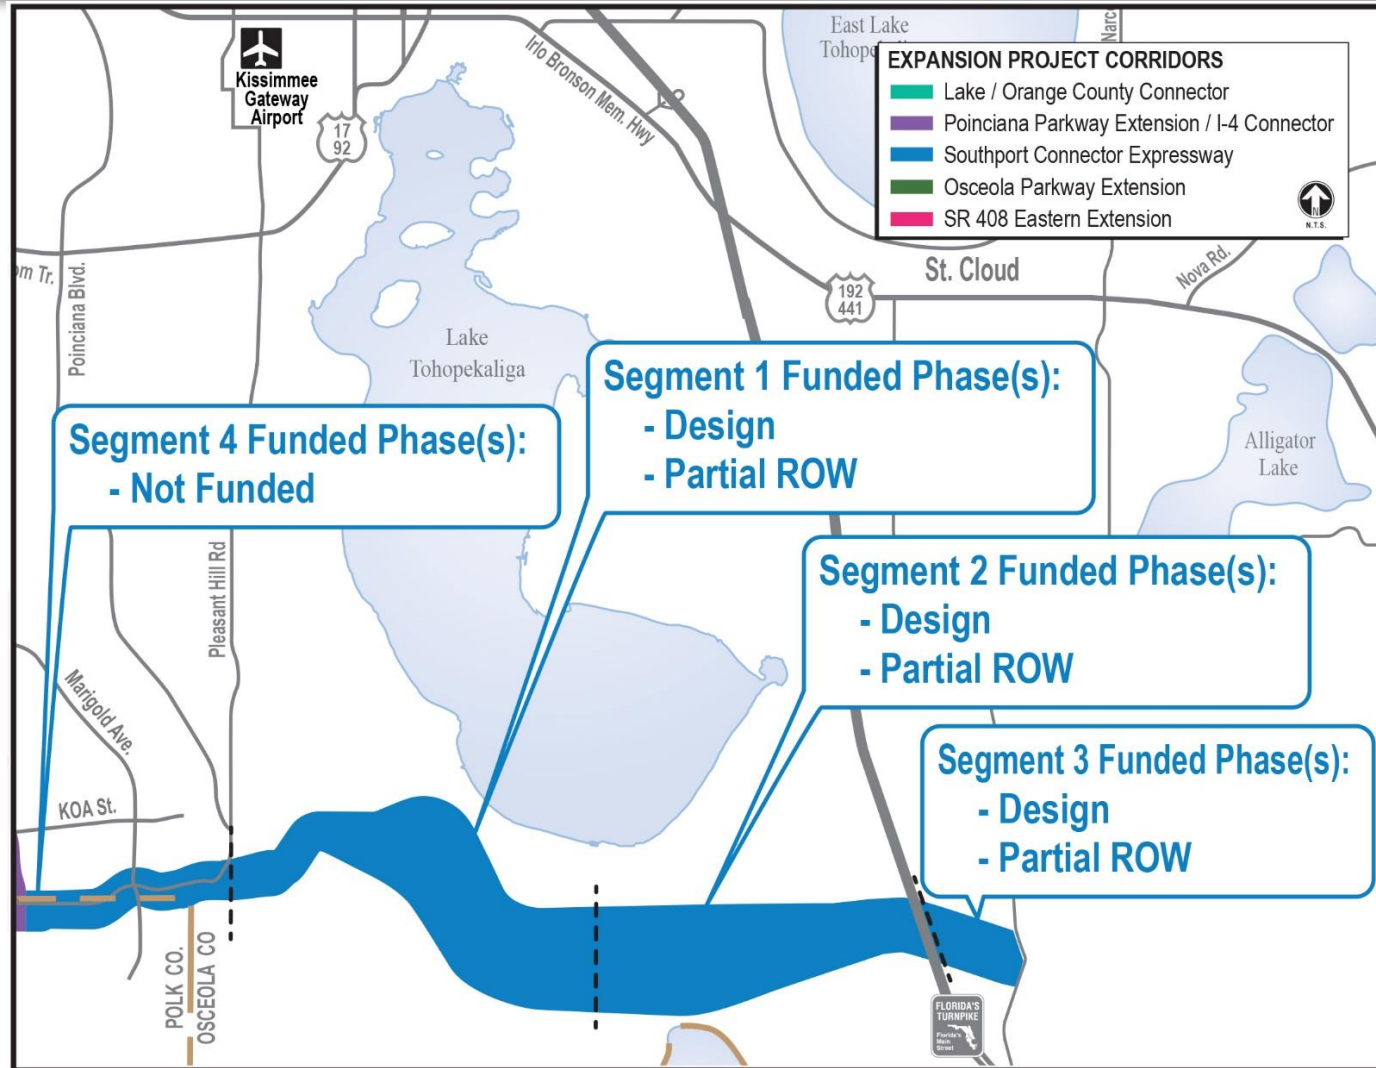 East Lake
EXPANSION PROJECT CORRIDORS
Lake / Orange County Connector
Poinciana Parkway Extension / I-4 Connector
Southport Connector Expressway
Osceola Parkway Extension
SR 408 Eastern Extension
N
N.T.S.
Kissimmee
Gateway
Airport
17
92
Irlo Bronson Mem. Hwy
Poinciana Blvd.
Lake
Tohopekaliga
192
441
St. Cloud
Nova Rd.
Alligator
Lake
Segment 4 Funded Phase(s):
- Not Funded
Segment 1 Funded Phase(s):
- Design
- Partial ROW
Segment 2 Funded Phase(s):
- Design
- Partial ROW
Segment 3 Funded Phase(s):
- Design
- Partial ROW
Pleasant Hill Rd
Marigold Ave.
KOA St.
POLK CO.
OSCEOLA CO
FLORIDA'S
TURNPIKE
Florida's
Main
Street